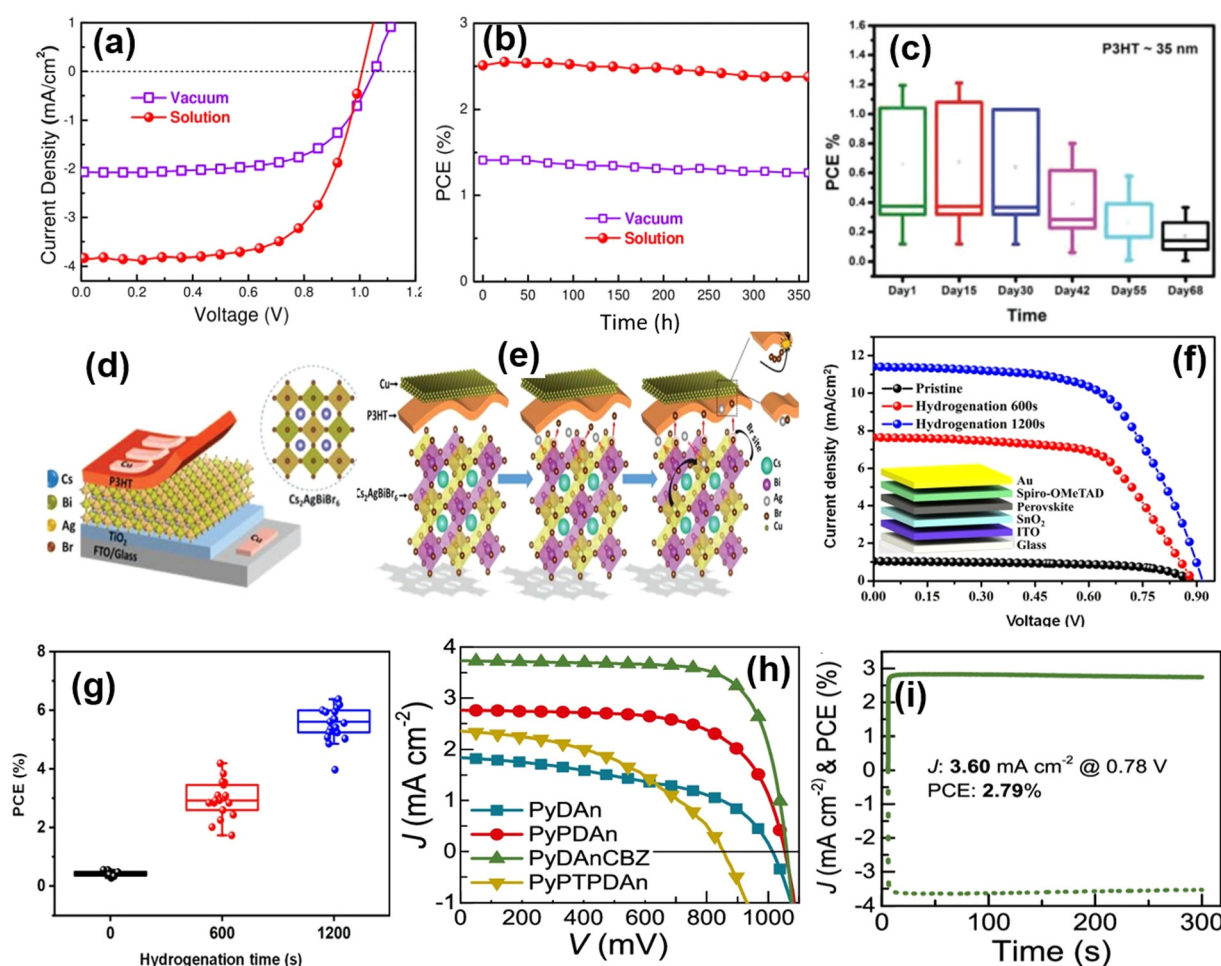 (a)
Current Density (mA/cm²)
1
0
-1
-2
-3
-4
Vacuum
Solution
0.0
0.2
0.4
0.6
0.8
1.0
Voltage (V)
(b)
PCE (%)
3
2
1
0
Vacuum
Solution
0
50
100
150
200
250
300
350
Time (h)
(c)
P3HT ~ 35 nm
PCE %
1.6
1.4
1.2
1.0
0.8
0.6
0.4
0.2
0.0
Day1
Day15
Day30
Day42
Day55
Day68
Time
(d)
Cu
P3HT
Cs
Bi
Ag
Br
TiO₂
FTO/Glass
Cu
Cs₂AgBiBr₆
(e)
Cu
P3HT
Cs₂AgBiBr₆
Br site
Cs
Bi
Ag
Br
Cu
(f)
Current density (mA/cm²)
14
12
10
8
6
4
2
0
Pristine
Hydrogenation 600s
Hydrogenation 1200s
Au
Spiro-OMeTAD
Perovskite
SnO₂
ITO
Glass
0.00
0.15
0.30
0.45
0.60
0.75
0.90
Voltage (V)
(g)
PCE (%)
8
6
4
2
0
0
600
1200
Hydrogenation time (s)
(h)
J (mA cm⁻²)
4
3
2
1
0
-1
PyDAn
PyPDAn
PyDAnCBZ
PyPTPDAn
0
200
400
600
800
1000
V (mV)
(i)
J (mA cm⁻²) & PCE (%)
3
2
1
0
-1
-2
-3
-4
J: 3.60 mA cm⁻² @ 0.78 V
PCE: 2.79%
0
100
200
300
Time (s)